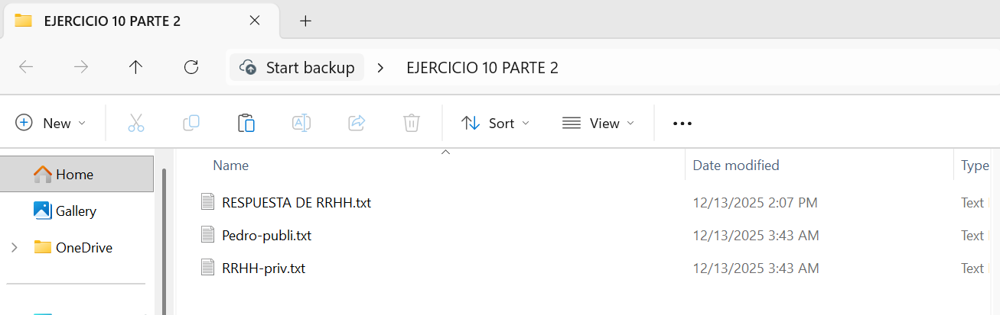 EJERCICIO 10 PARTE 2
Start backup > EJERCICIO 10 PARTE 2
New Sort View
Name Date modified Type
Home
Gallery
OneDrive
RESPUESTA DE RRHH.txt 12/13/2025 2:07 PM Text
Pedro-publi.txt 12/13/2025 3:43 AM Text
RRHH-priv.txt 12/13/2025 3:43 AM Text